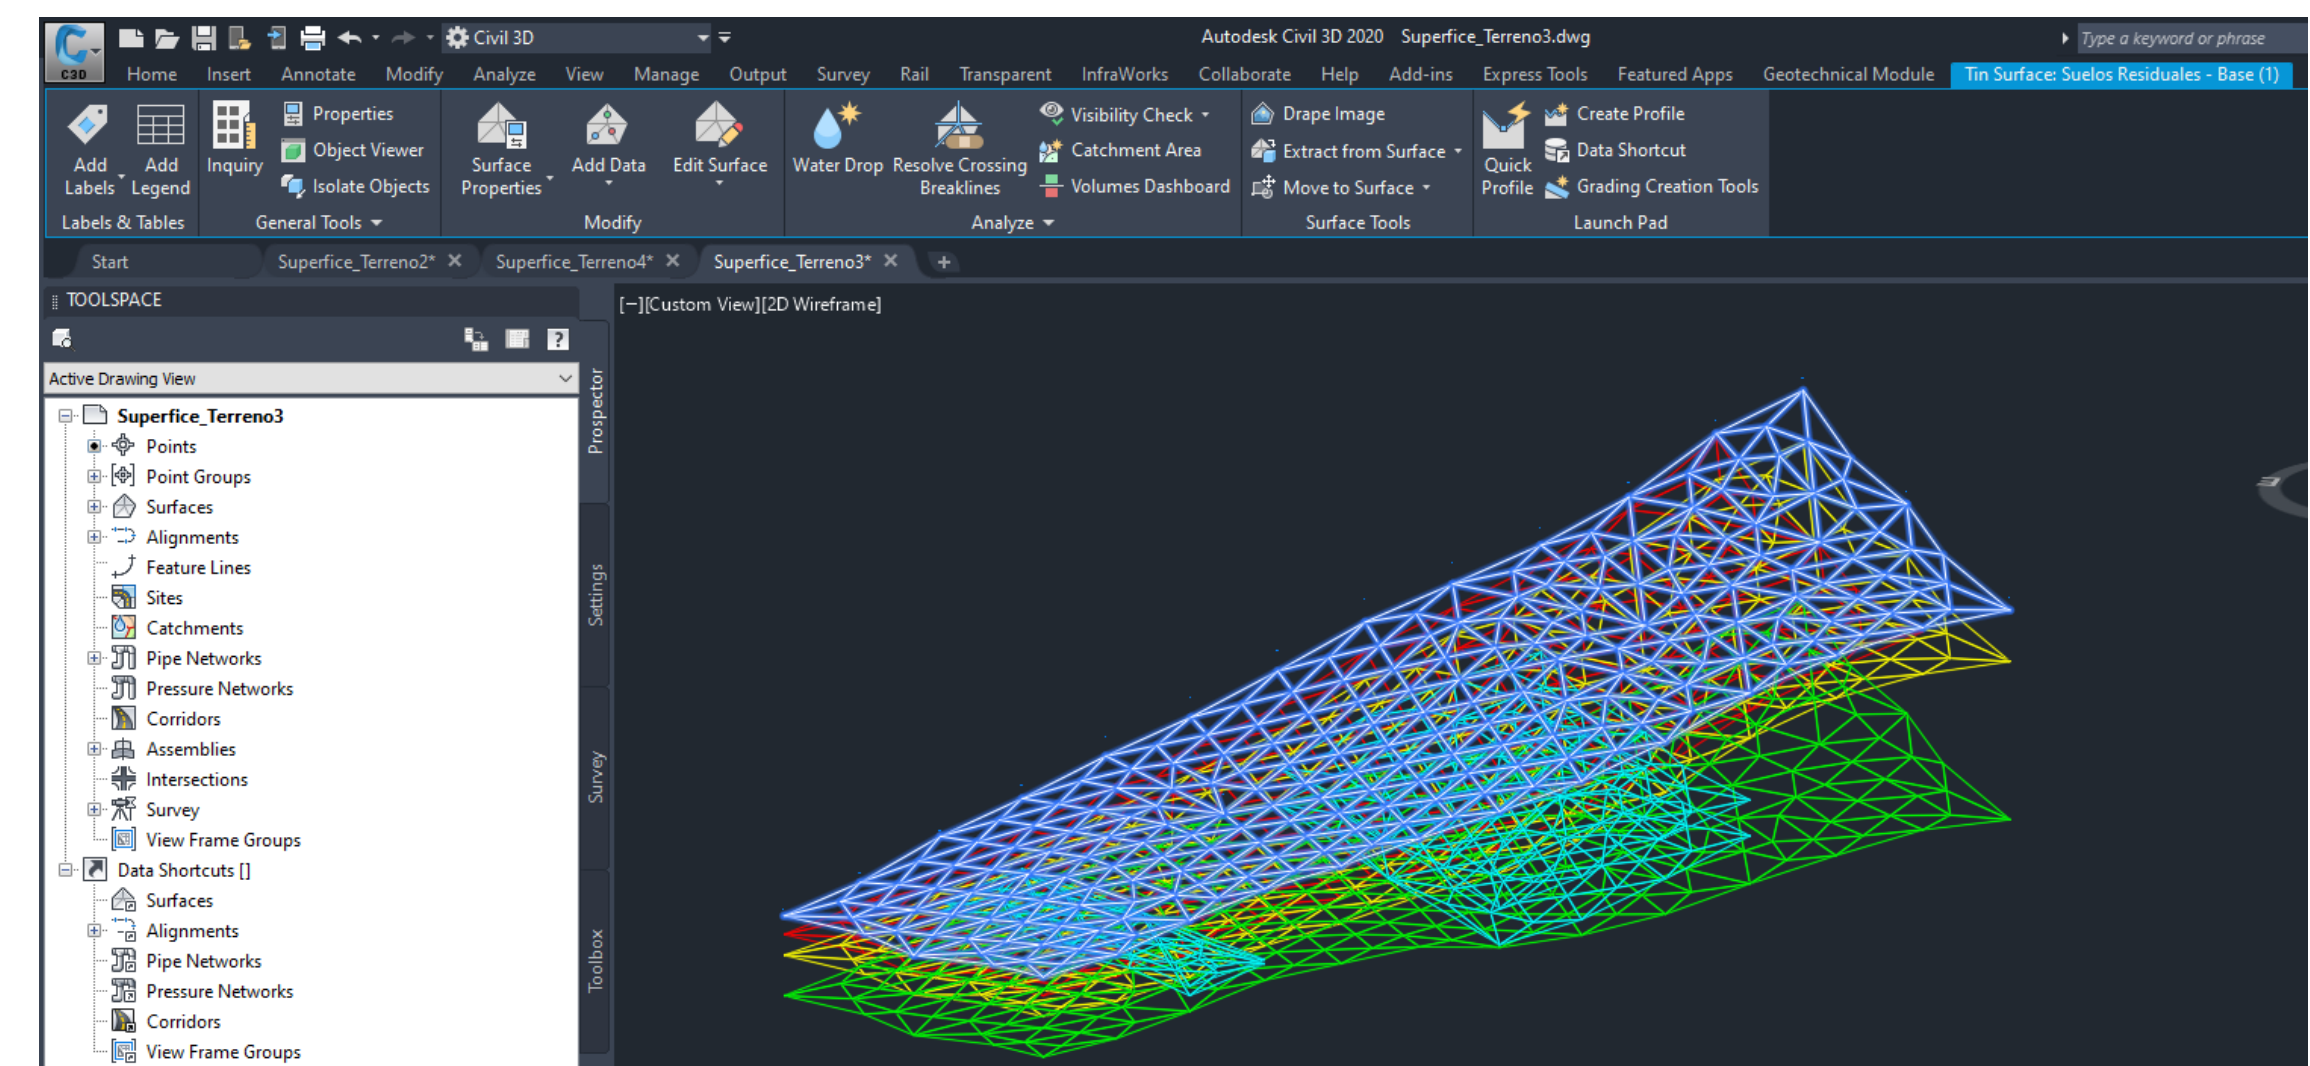 Civil 3D
Autodesk Civil 3D 2020 Superfice_Terreno3.dwg
Type a keyword or phrase
C3D
Home Insert Annotate Modify Analyze View Manage Output Survey Rail Transparent InfraWorks Collaborate Help Add-ins Express Tools Featured Apps Geotechnical Module Tin Surface: Suelos Residuales - Base (1)
Add Labels
Add Legend
Labels & Tables
Inquiry
Properties
Object Viewer
Isolate Objects
General Tools
Surface Properties
Add Data
Edit Surface
Modify
Water Drop
Resolve Crossing Breaklines
Visibility Check
Catchment Area
Volumes Dashboard
Analyze
Drape Image
Extract from Surface
Move to Surface
Surface Tools
Quick Profile
Create Profile
Data Shortcut
Grading Creation Tools
Launch Pad
Start Superfice_Terreno2* Superfice_Terreno4* Superfice_Terreno3*
TOOLSPACE
[−][Custom View][2D Wireframe]
Active Drawing View
Superfice_Terreno3
Points
Point Groups
Surfaces
Alignments
Feature Lines
Sites
Catchments
Pipe Networks
Pressure Networks
Corridors
Assemblies
Intersections
Survey
View Frame Groups
Data Shortcuts []
Surfaces
Alignments
Pipe Networks
Pressure Networks
Corridors
View Frame Groups
Prospector
Settings
Survey
Toolbox